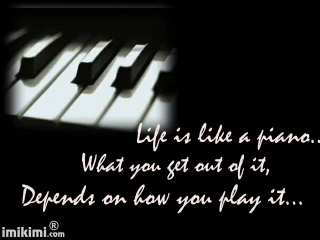 Life is like a piano...
What you get out of it,
Depends on how you play it...
imikimi.com®